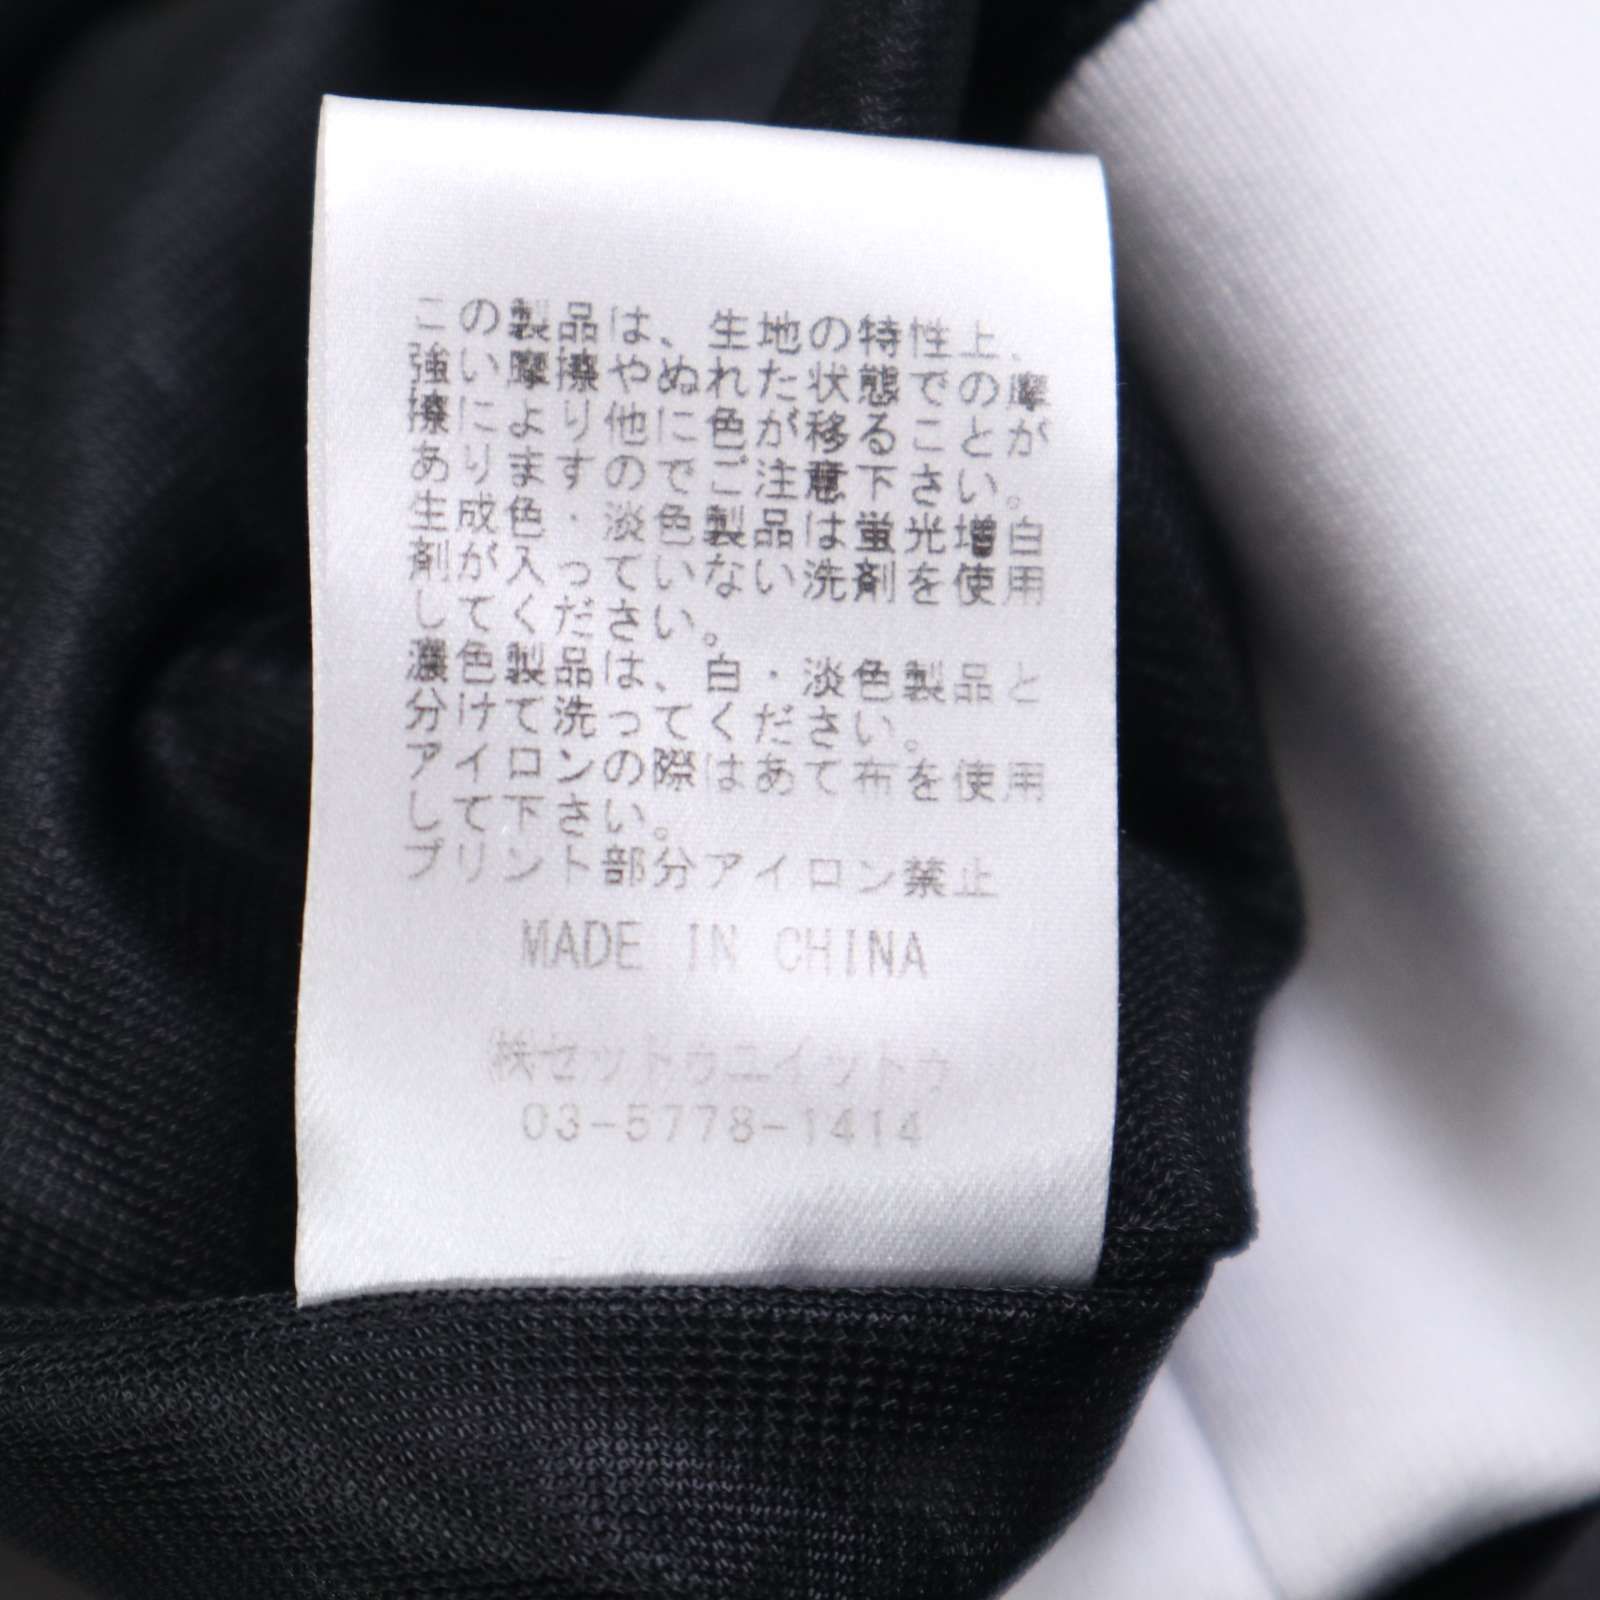 この製品は、生地の特性上、
強い摩擦やぬれた状態での摩
擦により他に色が移ることが
ありますのでご注意下さい。
生成色・淡色製品は蛍光増白
剤が入っていない洗剤を使用
してください。
濃色製品は、白・淡色製品と
分けて洗ってください。
アイロンの際はあて布を使用
して下さい。
プリント部分アイロン禁止
MADE IN CHINA
㈱セットゥユイットゥ
03-5778-1414